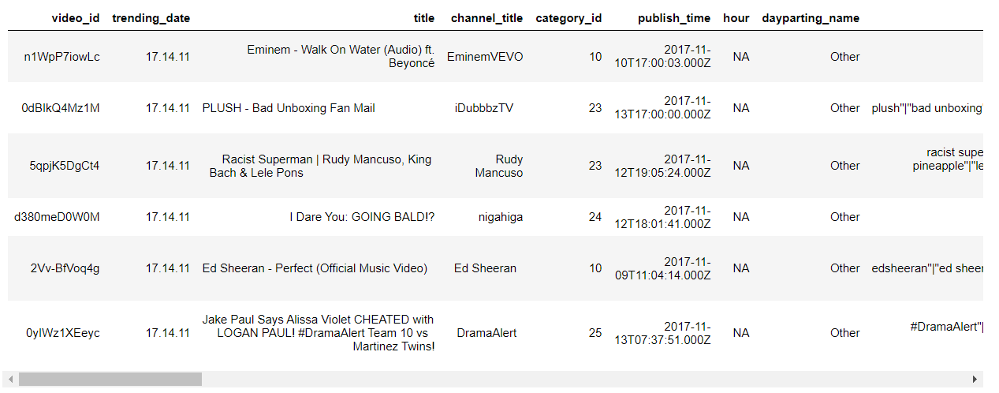 video_id trending_date title channel_title category_id publish_time hour dayparting_name
n1WpP7iowLc 17.14.11 Eminem - Walk On Water (Audio) ft. Beyoncé EminemVEVO 10 2017-11-10T17:00:03.000Z NA Other
0dBIkQ4Mz1M 17.14.11 PLUSH - Bad Unboxing Fan Mail iDubbbzTV 23 2017-11-13T17:00:00.000Z NA Other plush"|"bad unboxing"
5qpjK5DgCt4 17.14.11 Racist Superman | Rudy Mancuso, King Bach & Lele Pons Rudy Mancuso 23 2017-11-12T19:05:24.000Z NA Other racist supe pineapple"|"le
d380meD0W0M 17.14.11 I Dare You: GOING BALD!? nigahiga 24 2017-11-12T18:01:41.000Z NA Other
2Vv-BfVoq4g 17.14.11 Ed Sheeran - Perfect (Official Music Video) Ed Sheeran 10 2017-11-09T11:04:14.000Z NA Other edsheeran"|"ed sheer
0yIWz1XEeyc 17.14.11 Jake Paul Says Alissa Violet CHEATED with LOGAN PAUL! #DramaAlert Team 10 vs Martinez Twins! DramaAlert 25 2017-11-13T07:37:51.000Z NA Other #DramaAlert"|